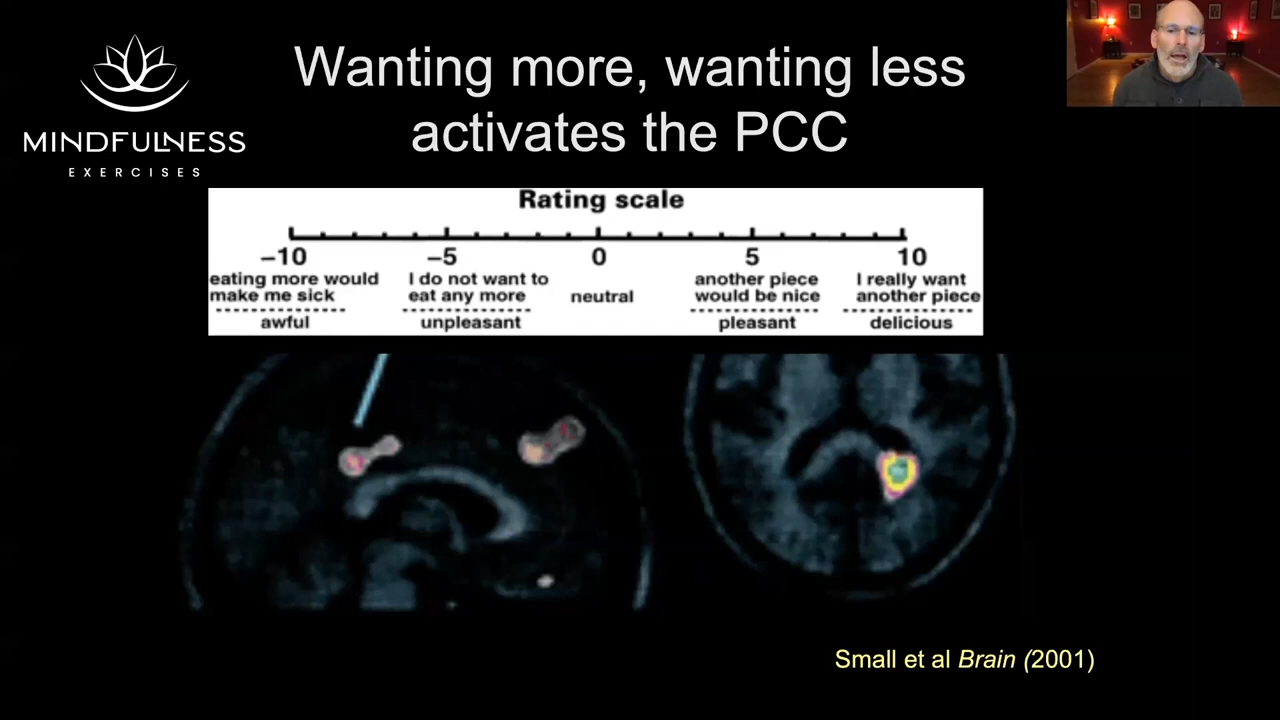 Wanting more, wanting less
activates the PCC
MINDFULNESS
EXERCISES
Rating scale
−10 −5 0 5 10
eating more would I do not want to another piece I really want
make me sick eat any more neutral would be nice another piece
awful unpleasant pleasant delicious
Small et al Brain (2001)